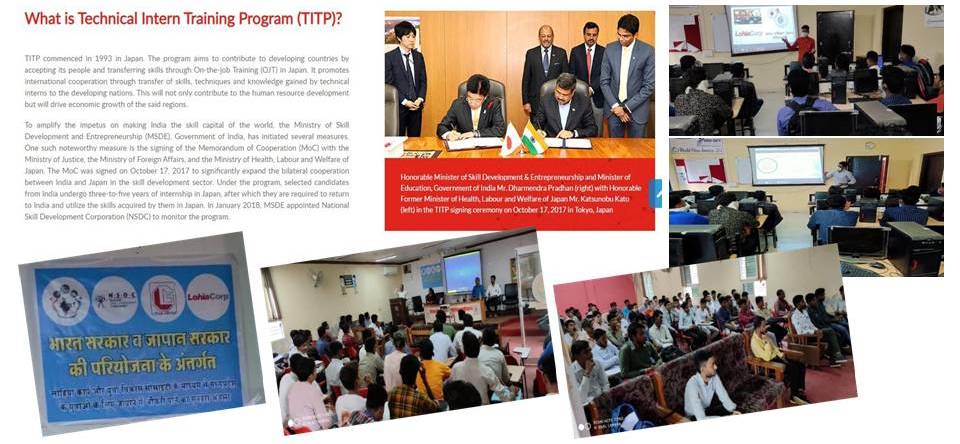 What is Technical Intern Training Program (TITP)?
TITP commenced in 1993 in Japan. The program aims to contribute to developing countries by
accepting its people and transferring skills through On-the-job Training (OJT) in Japan. It promotes
international cooperation through transfer of skills, techniques and knowledge gained by technical
interns to the developing nations. This will not only contribute to the human resource development
but will drive economic growth of the said regions.
To amplify the impetus on making India the skill capital of the world, the Ministry of Skill
Development and Entrepreneurship (MSDE), Government of India, has initiated several measures.
One such noteworthy measure is the signing of the Memorandum of Cooperation (MoC) with the
Ministry of Justice, the Ministry of Foreign Affairs, and the Ministry of Health, Labour and Welfare of
Japan. The MoC was signed on October 17, 2017 to significantly expand the bilateral cooperation
between India and Japan in the skill development sector. Under the program, selected candidates
from India undergo three-to-five years of internship in Japan, after which they are required to return
to India and utilize the skills acquired by them in Japan. In January 2018, MSDE appointed National
Skill Development Corporation (NSDC) to monitor the program.
Honorable Minister of Skill Development & Entrepreneurship and Minister of
Education, Government of India Mr. Dharmendra Pradhan (right) with Honorable
Former Minister of Health, Labour and Welfare of Japan Mr. Katsunobu Kato
(left) in the TITP signing ceremony on October 17, 2017 in Tokyo, Japan
LohiaCorp
N·S·D·C
LohiaCorp
भारत सरकार व जापान सरकार
की परियोजना के अंतर्गत